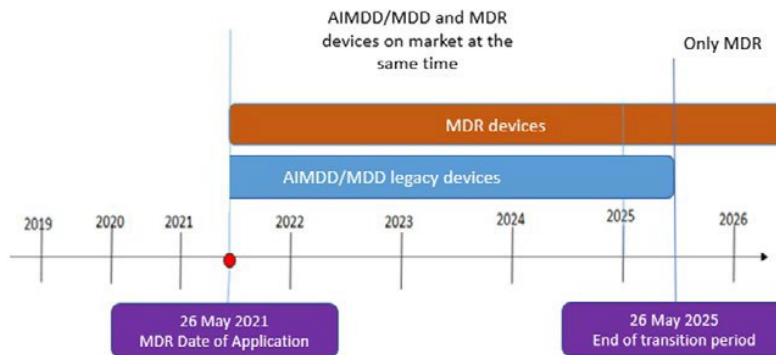 AIMDD/MDD and MDR
devices on market at the
same time
Only MDR
MDR devices
AIMDD/MDD legacy devices
2019
2020
2021
2022
2023
2024
2025
2026
26 May 2021
MDR Date of Application
26 May 2025
End of transition period